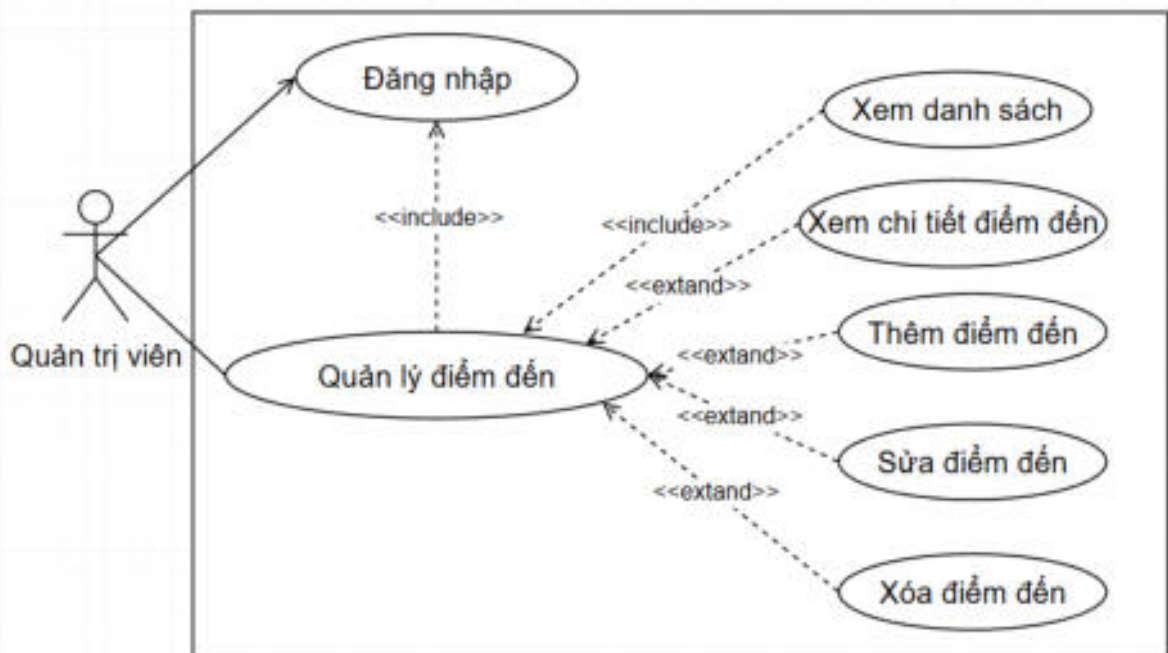 Đăng nhập
Xem danh sách
<<include>>
<<include>>
Xem chi tiết điểm đến
<<extand>>
Thêm điểm đến
Quản trị viên
<<extand>>
Quản lý điểm đến
<<extand>>
Sửa điểm đến
<<extand>>
Xóa điểm đến